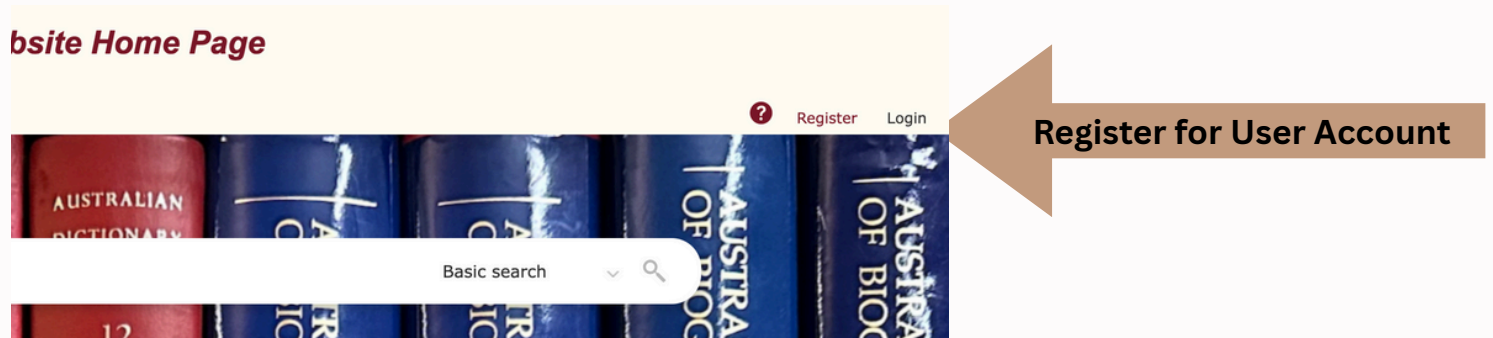 bsite Home Page
? Register Login
Register for User Account
AUSTRALIAN
DICTIONARY
Basic search
12
AUSTRA
OF BIOG
AUSTRA
OF BIOG